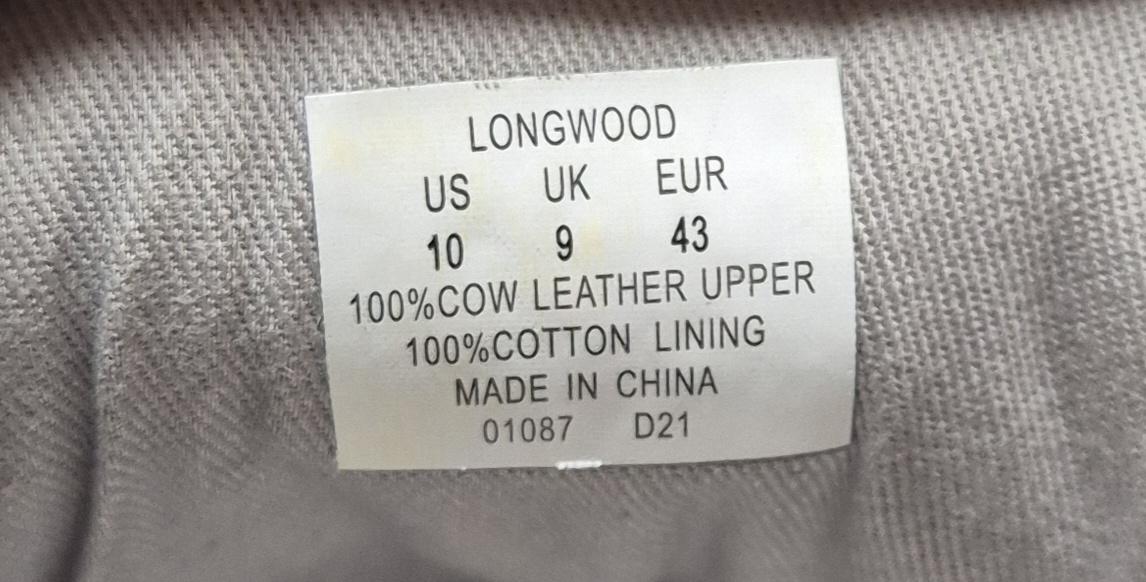 LONGWOOD
US UK EUR
10 9 43
100%COW LEATHER UPPER
100%COTTON LINING
MADE IN CHINA
01087 D21